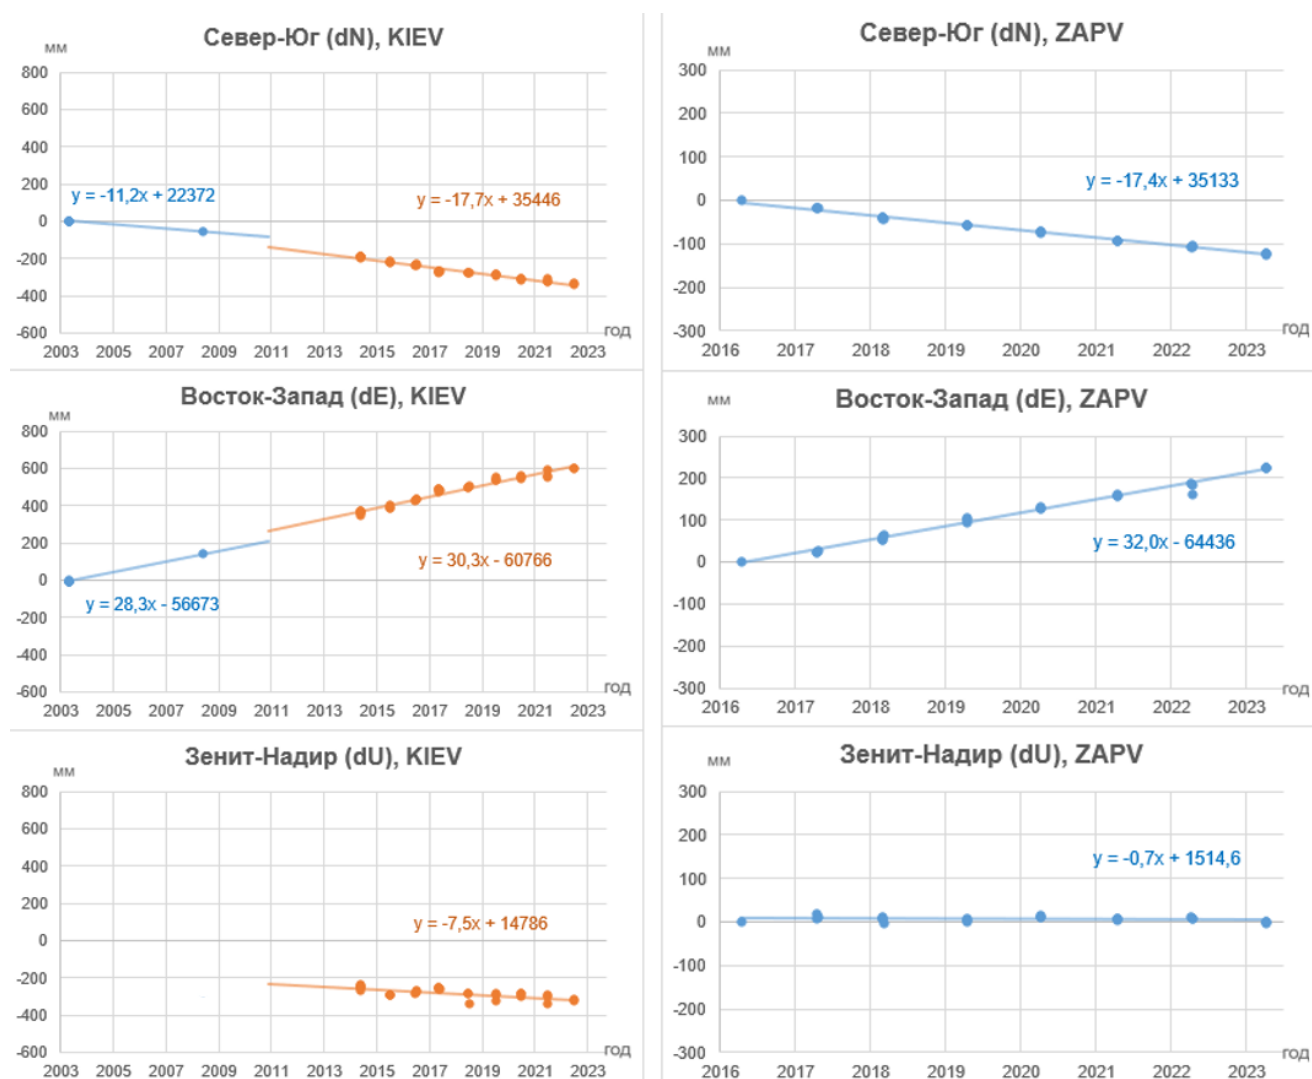 Север-Юг (dN), KIEV
мм
800
600
400
200
0
-200
-400
-600
y = -11,2x + 22372
y = -17,7x + 35446
год
2003 2005 2007 2009 2011 2013 2015 2017 2019 2021 2023
Север-Юг (dN), ZAPV
мм
300
200
100
0
-100
-200
-300
y = -17,4x + 35133
год
2016 2017 2018 2019 2020 2021 2022 2023
Восток-Запад (dE), KIEV
мм
800
600
400
200
0
-200
-400
-600
y = 30,3x - 60766
y = 28,3x - 56673
год
2003 2005 2007 2009 2011 2013 2015 2017 2019 2021 2023
Восток-Запад (dE), ZAPV
мм
300
200
100
0
-100
-200
-300
y = 32,0x - 64436
год
2016 2017 2018 2019 2020 2021 2022 2023
Зенит-Надир (dU), KIEV
мм
800
600
400
200
0
-200
-400
-600
y = -7,5x + 14786
год
2003 2005 2007 2009 2011 2013 2015 2017 2019 2021 2023
Зенит-Надир (dU), ZAPV
мм
300
200
100
0
-100
-200
-300
y = -0,7x + 1514,6
год
2016 2017 2018 2019 2020 2021 2022 2023